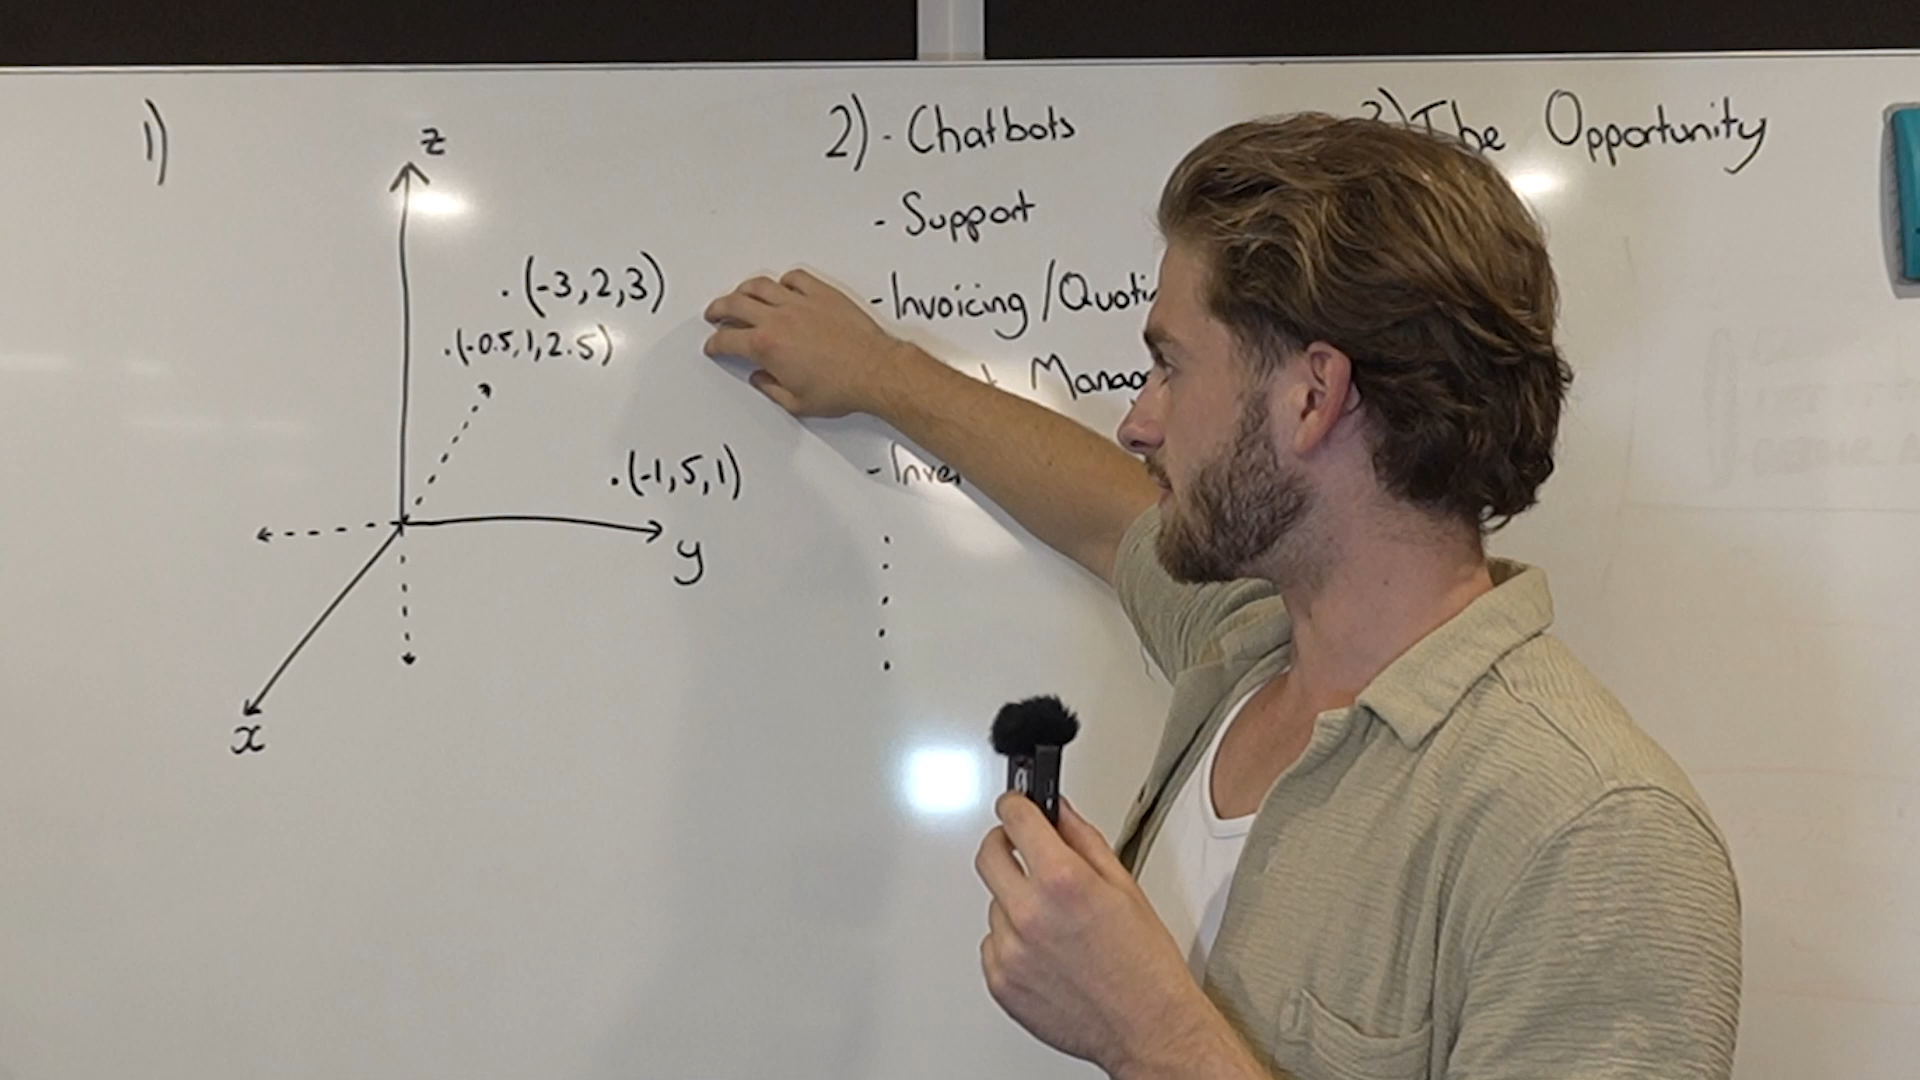 1)
z
(-3,2,3)
(-0.5,1,2.5)
(-1,5,1)
y
x
2) - Chatbots
- Support
- Invoicing /Quoti
Manag
- Inve
The Opportunity